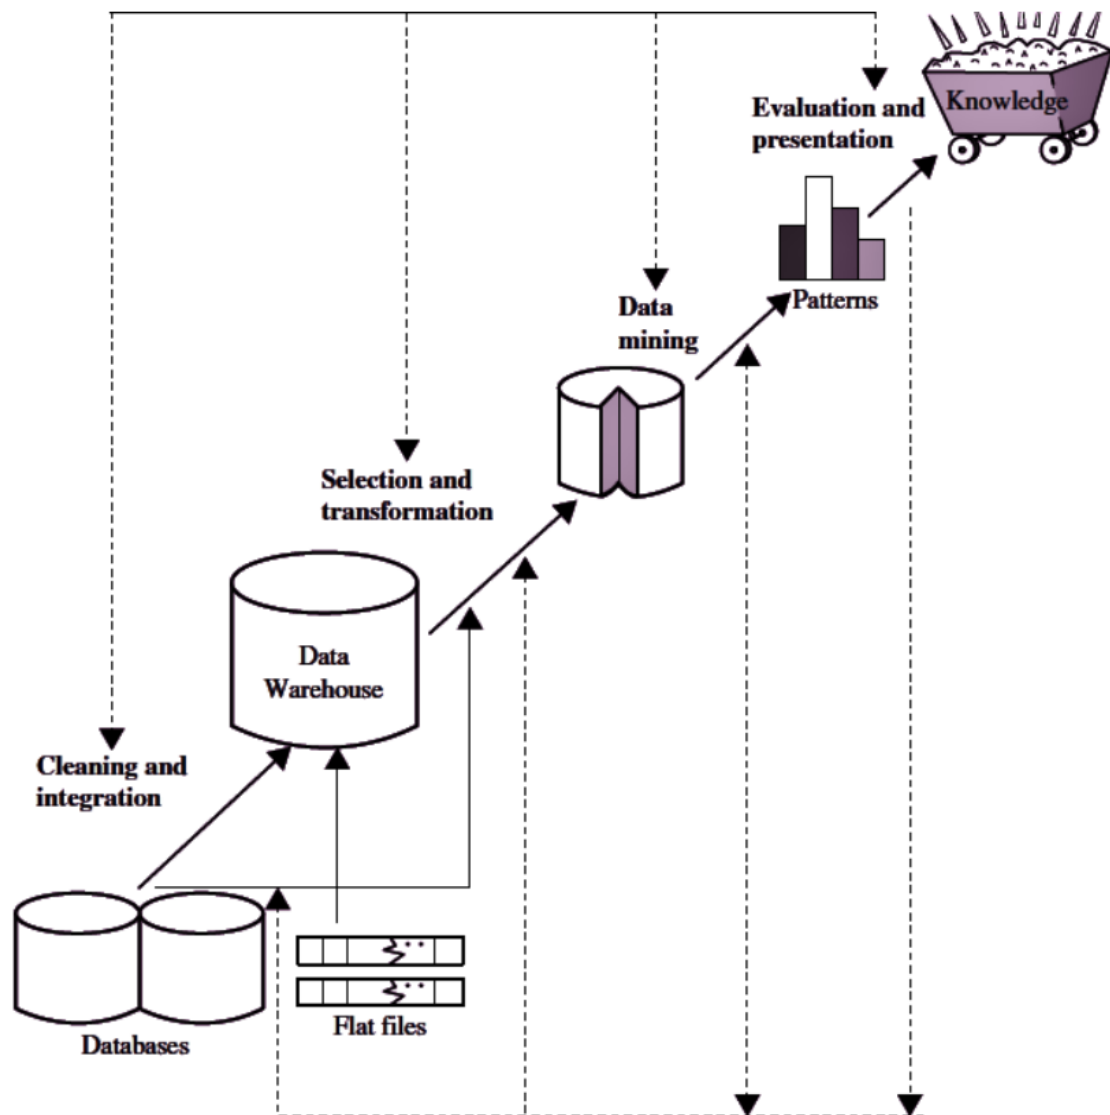 Evaluation and
presentation
Knowledge
Patterns
Data
mining
Selection and
transformation
Data
Warehouse
Cleaning and
integration
Flat files
Databases